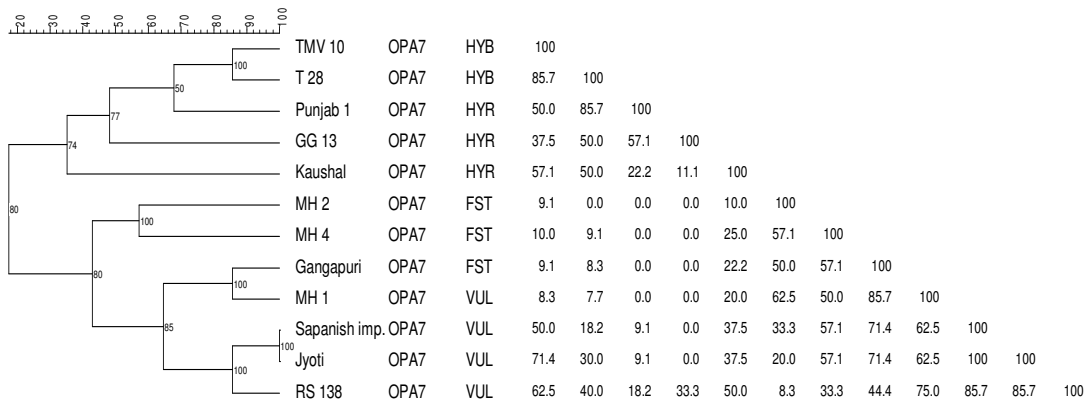 20 30 40 50 60 70 80 90 100
TMV 10 OPA7 HYB 100
100
T 28 OPA7 HYB 85.7 100
50
Punjab 1 OPA7 HYR 50.0 85.7 100
77
GG 13 OPA7 HYR 37.5 50.0 57.1 100
74
Kaushal OPA7 HYR 57.1 50.0 22.2 11.1 100
80
MH 2 OPA7 FST 9.1 0.0 0.0 0.0 10.0 100
100
MH 4 OPA7 FST 10.0 9.1 0.0 0.0 25.0 57.1 100
Gangapuri OPA7 FST 9.1 8.3 0.0 0.0 22.2 50.0 57.1 100
80
100
MH 1 OPA7 VUL 8.3 7.7 0.0 0.0 20.0 62.5 50.0 85.7 100
85
Sapanish imp. OPA7 VUL 50.0 18.2 9.1 0.0 37.5 33.3 57.1 71.4 62.5 100
100
Jyoti OPA7 VUL 71.4 30.0 9.1 0.0 37.5 20.0 57.1 71.4 62.5 100 100
100
RS 138 OPA7 VUL 62.5 40.0 18.2 33.3 50.0 8.3 33.3 44.4 75.0 85.7 85.7 100